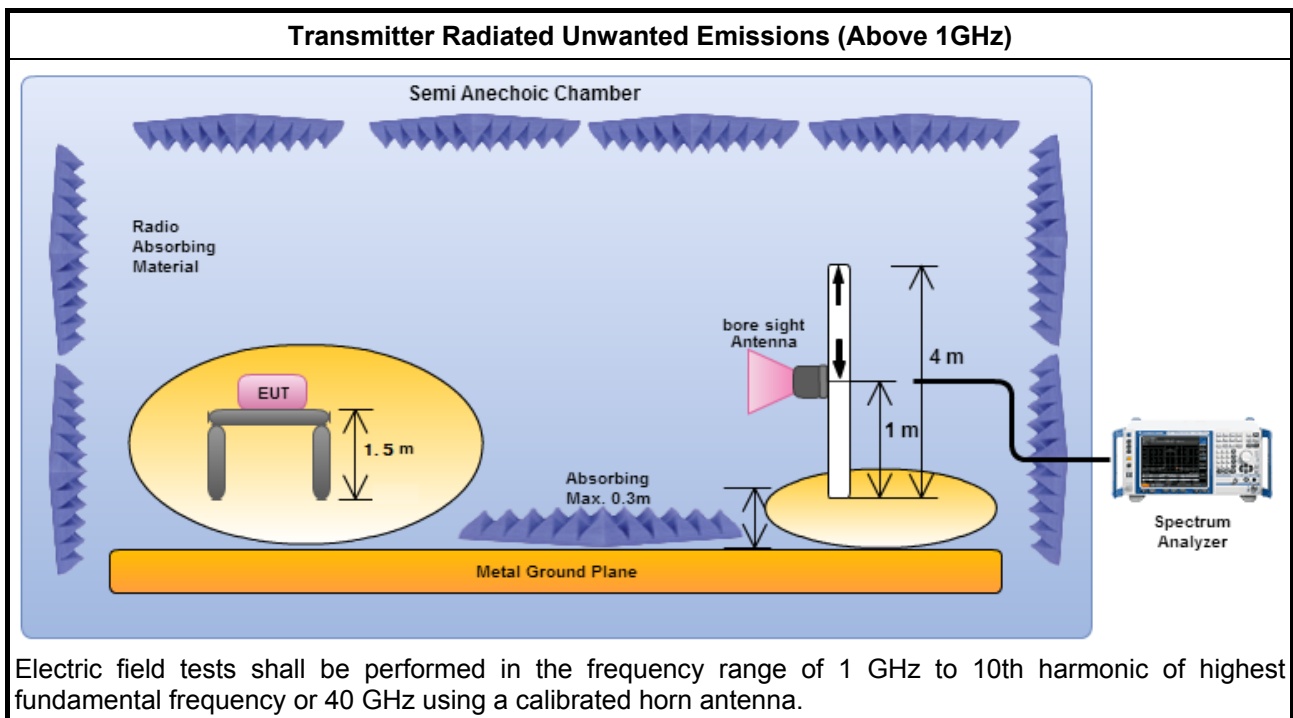 Transmitter Radiated Unwanted Emissions (Above 1GHz)
Semi Anechoic Chamber
Radio
Absorbing
Material
bore sight
Antenna
4 m
EUT
1. 5 m
1 m
Absorbing
Max. 0.3m
Spectrum
Analyzer
Metal Ground Plane
Electric field tests shall be performed in the frequency range of 1 GHz to 10th harmonic of highest
fundamental frequency or 40 GHz using a calibrated horn antenna.